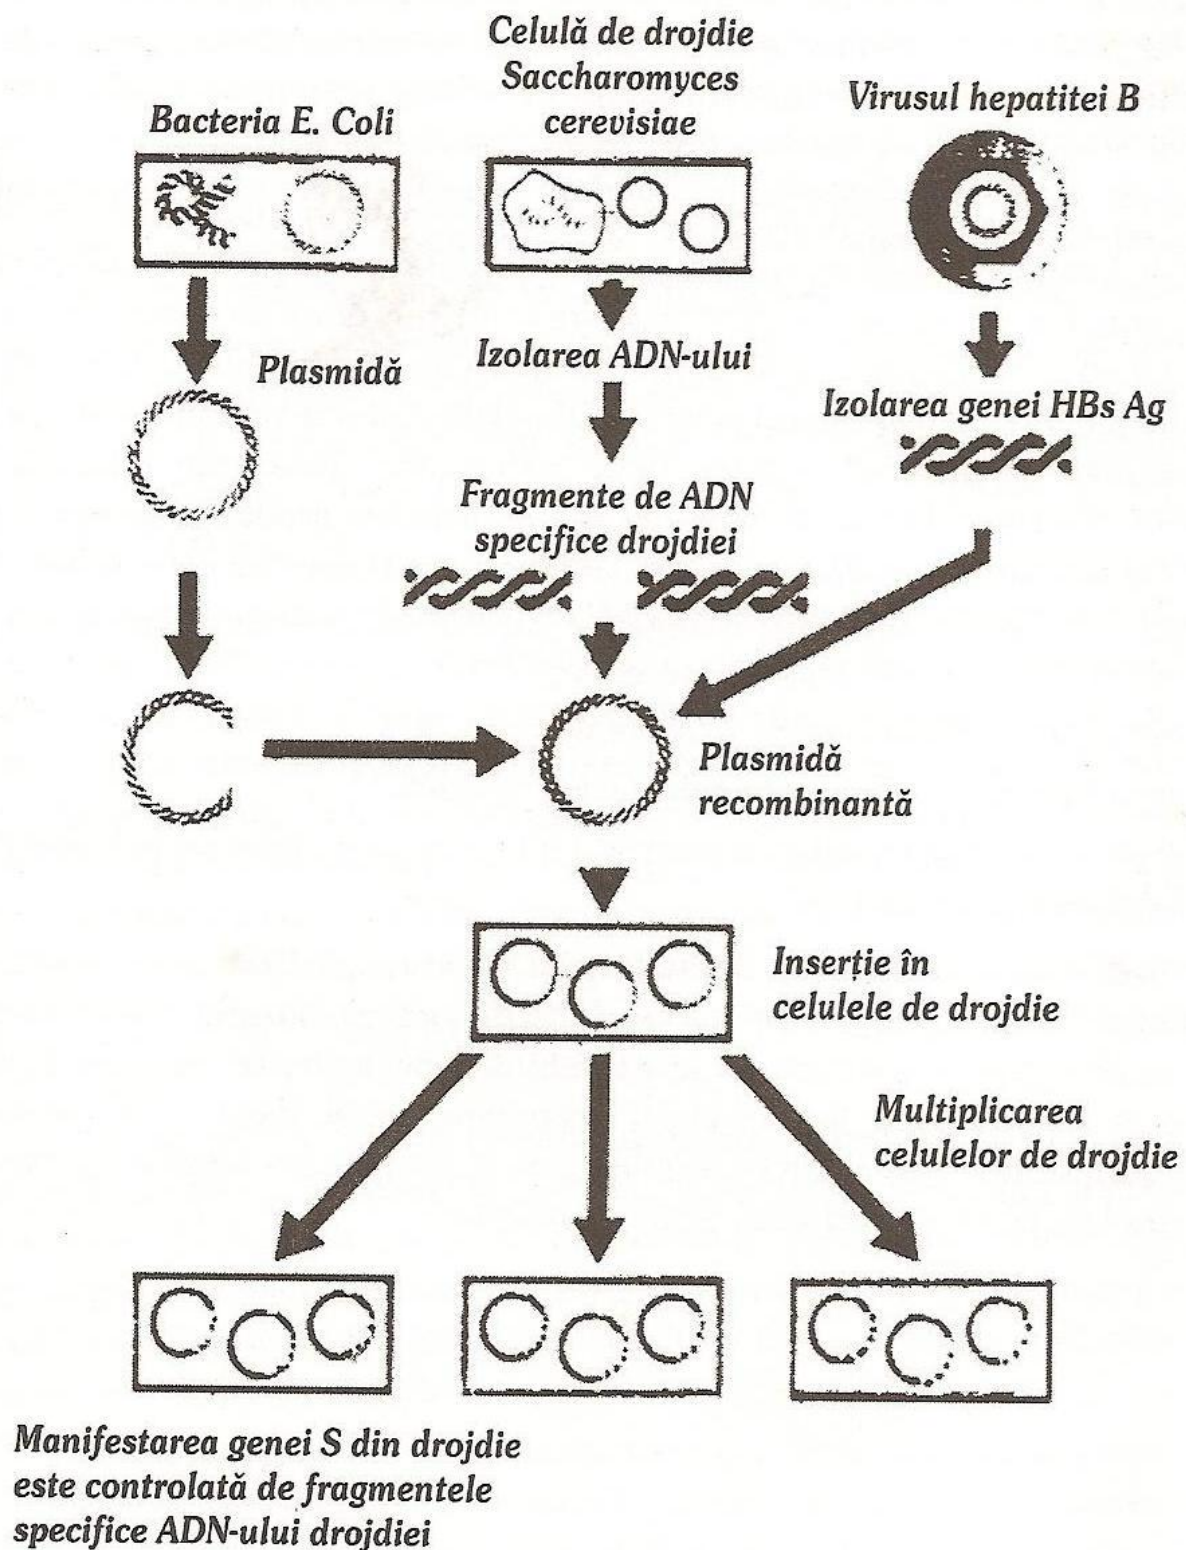 Celulă de drojdie
Saccharomyces
cerevisiae
Bacteria E. Coli
Virusul hepatitei B
Plasmidă
Izolarea ADN-ului
Izolarea genei HBs Ag
Fragmente de ADN
specifice drojdiei
Plasmidă
recombinantă
Inserție în
celulele de drojdie
Multiplicarea
celulelor de drojdie
Manifestarea genei S din drojdie
este controlată de fragmentele
specifice ADN-ului drojdiei